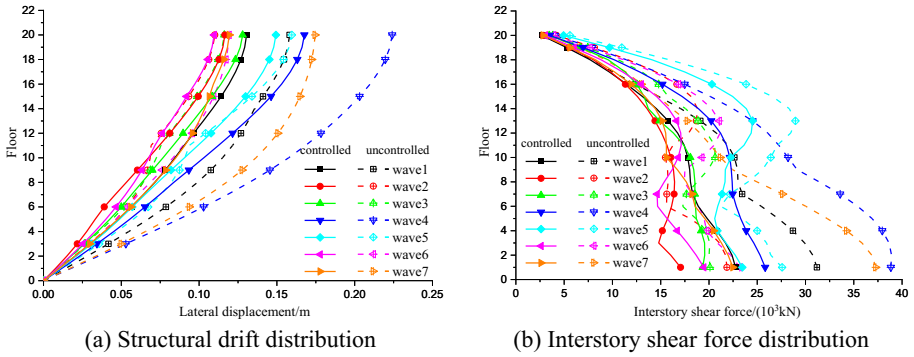 22
20
18
16
14
12
10
8
6
4
2
0
Floor
controlled uncontrolled
wave1
wave2
wave3
wave4
wave5
wave6
wave7
0.00 0.05 0.10 0.15 0.20 0.25
Lateral displacement/m
(a) Structural drift distribution
22
20
18
16
14
12
10
8
6
4
2
0
Floor
controlled uncontrolled
wave1
wave2
wave3
wave4
wave5
wave6
wave7
0 5 10 15 20 25 30 35 40
Interstory shear force/(10³kN)
(b) Interstory shear force distribution